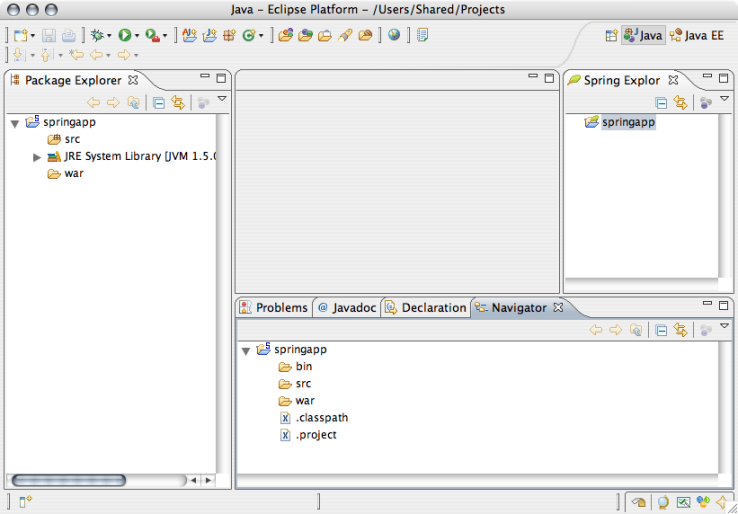 Java – Eclipse Platform – /Users/Shared/Projects
Java
Java EE
Package Explorer
springapp
src
JRE System Library [JVM 1.5.0
war
Spring Explor
springapp
Problems
@ Javadoc
Declaration
Navigator
springapp
bin
src
war
.classpath
.project